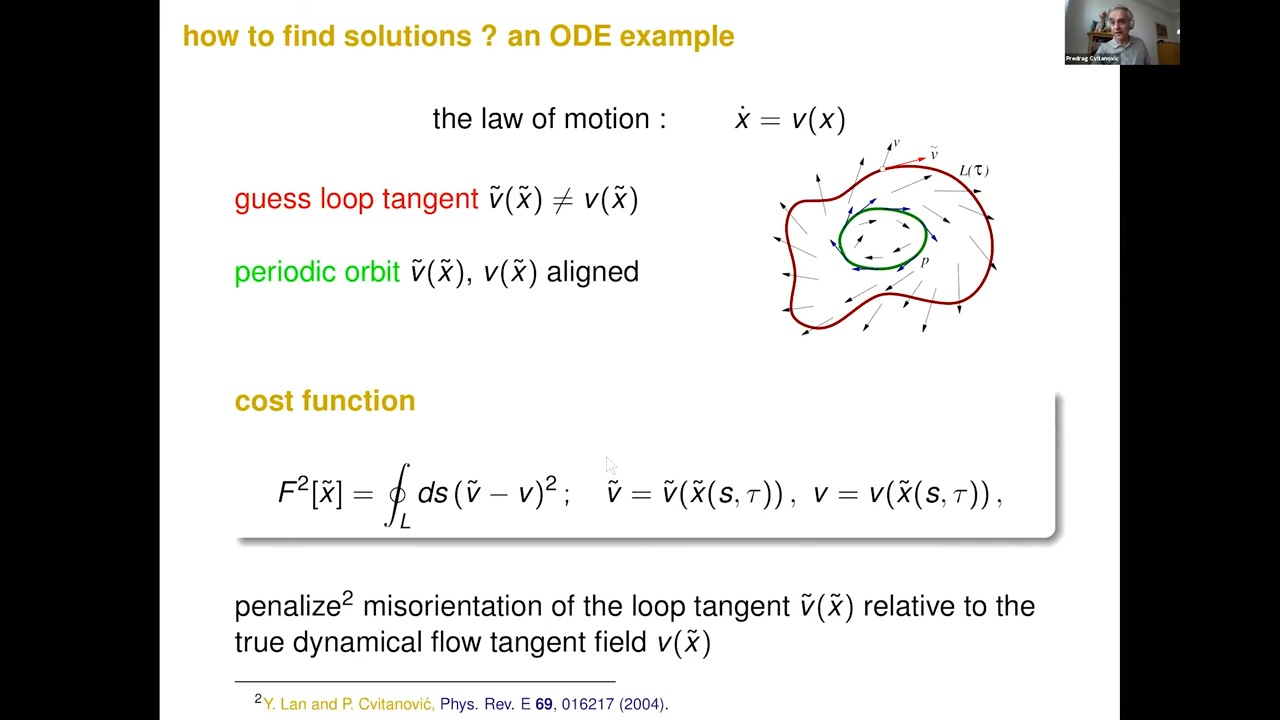 how to find solutions ? an ODE example
Predrag Cvitanovic
the law of motion : ẋ = v(x)
v
ṽ
L(τ)
guess loop tangent ṽ(x̃) ≠ v(x̃)
periodic orbit ṽ(x̃), v(x̃) aligned
p
cost function
F²[x̃] = ∮_L ds (ṽ − v)² ; ṽ = ṽ(x̃(s, τ)) , v = v(x̃(s, τ)) ,
penalize² misorientation of the loop tangent ṽ(x̃) relative to the
true dynamical flow tangent field v(x̃)
²Y. Lan and P. Cvitanović, Phys. Rev. E 69, 016217 (2004).